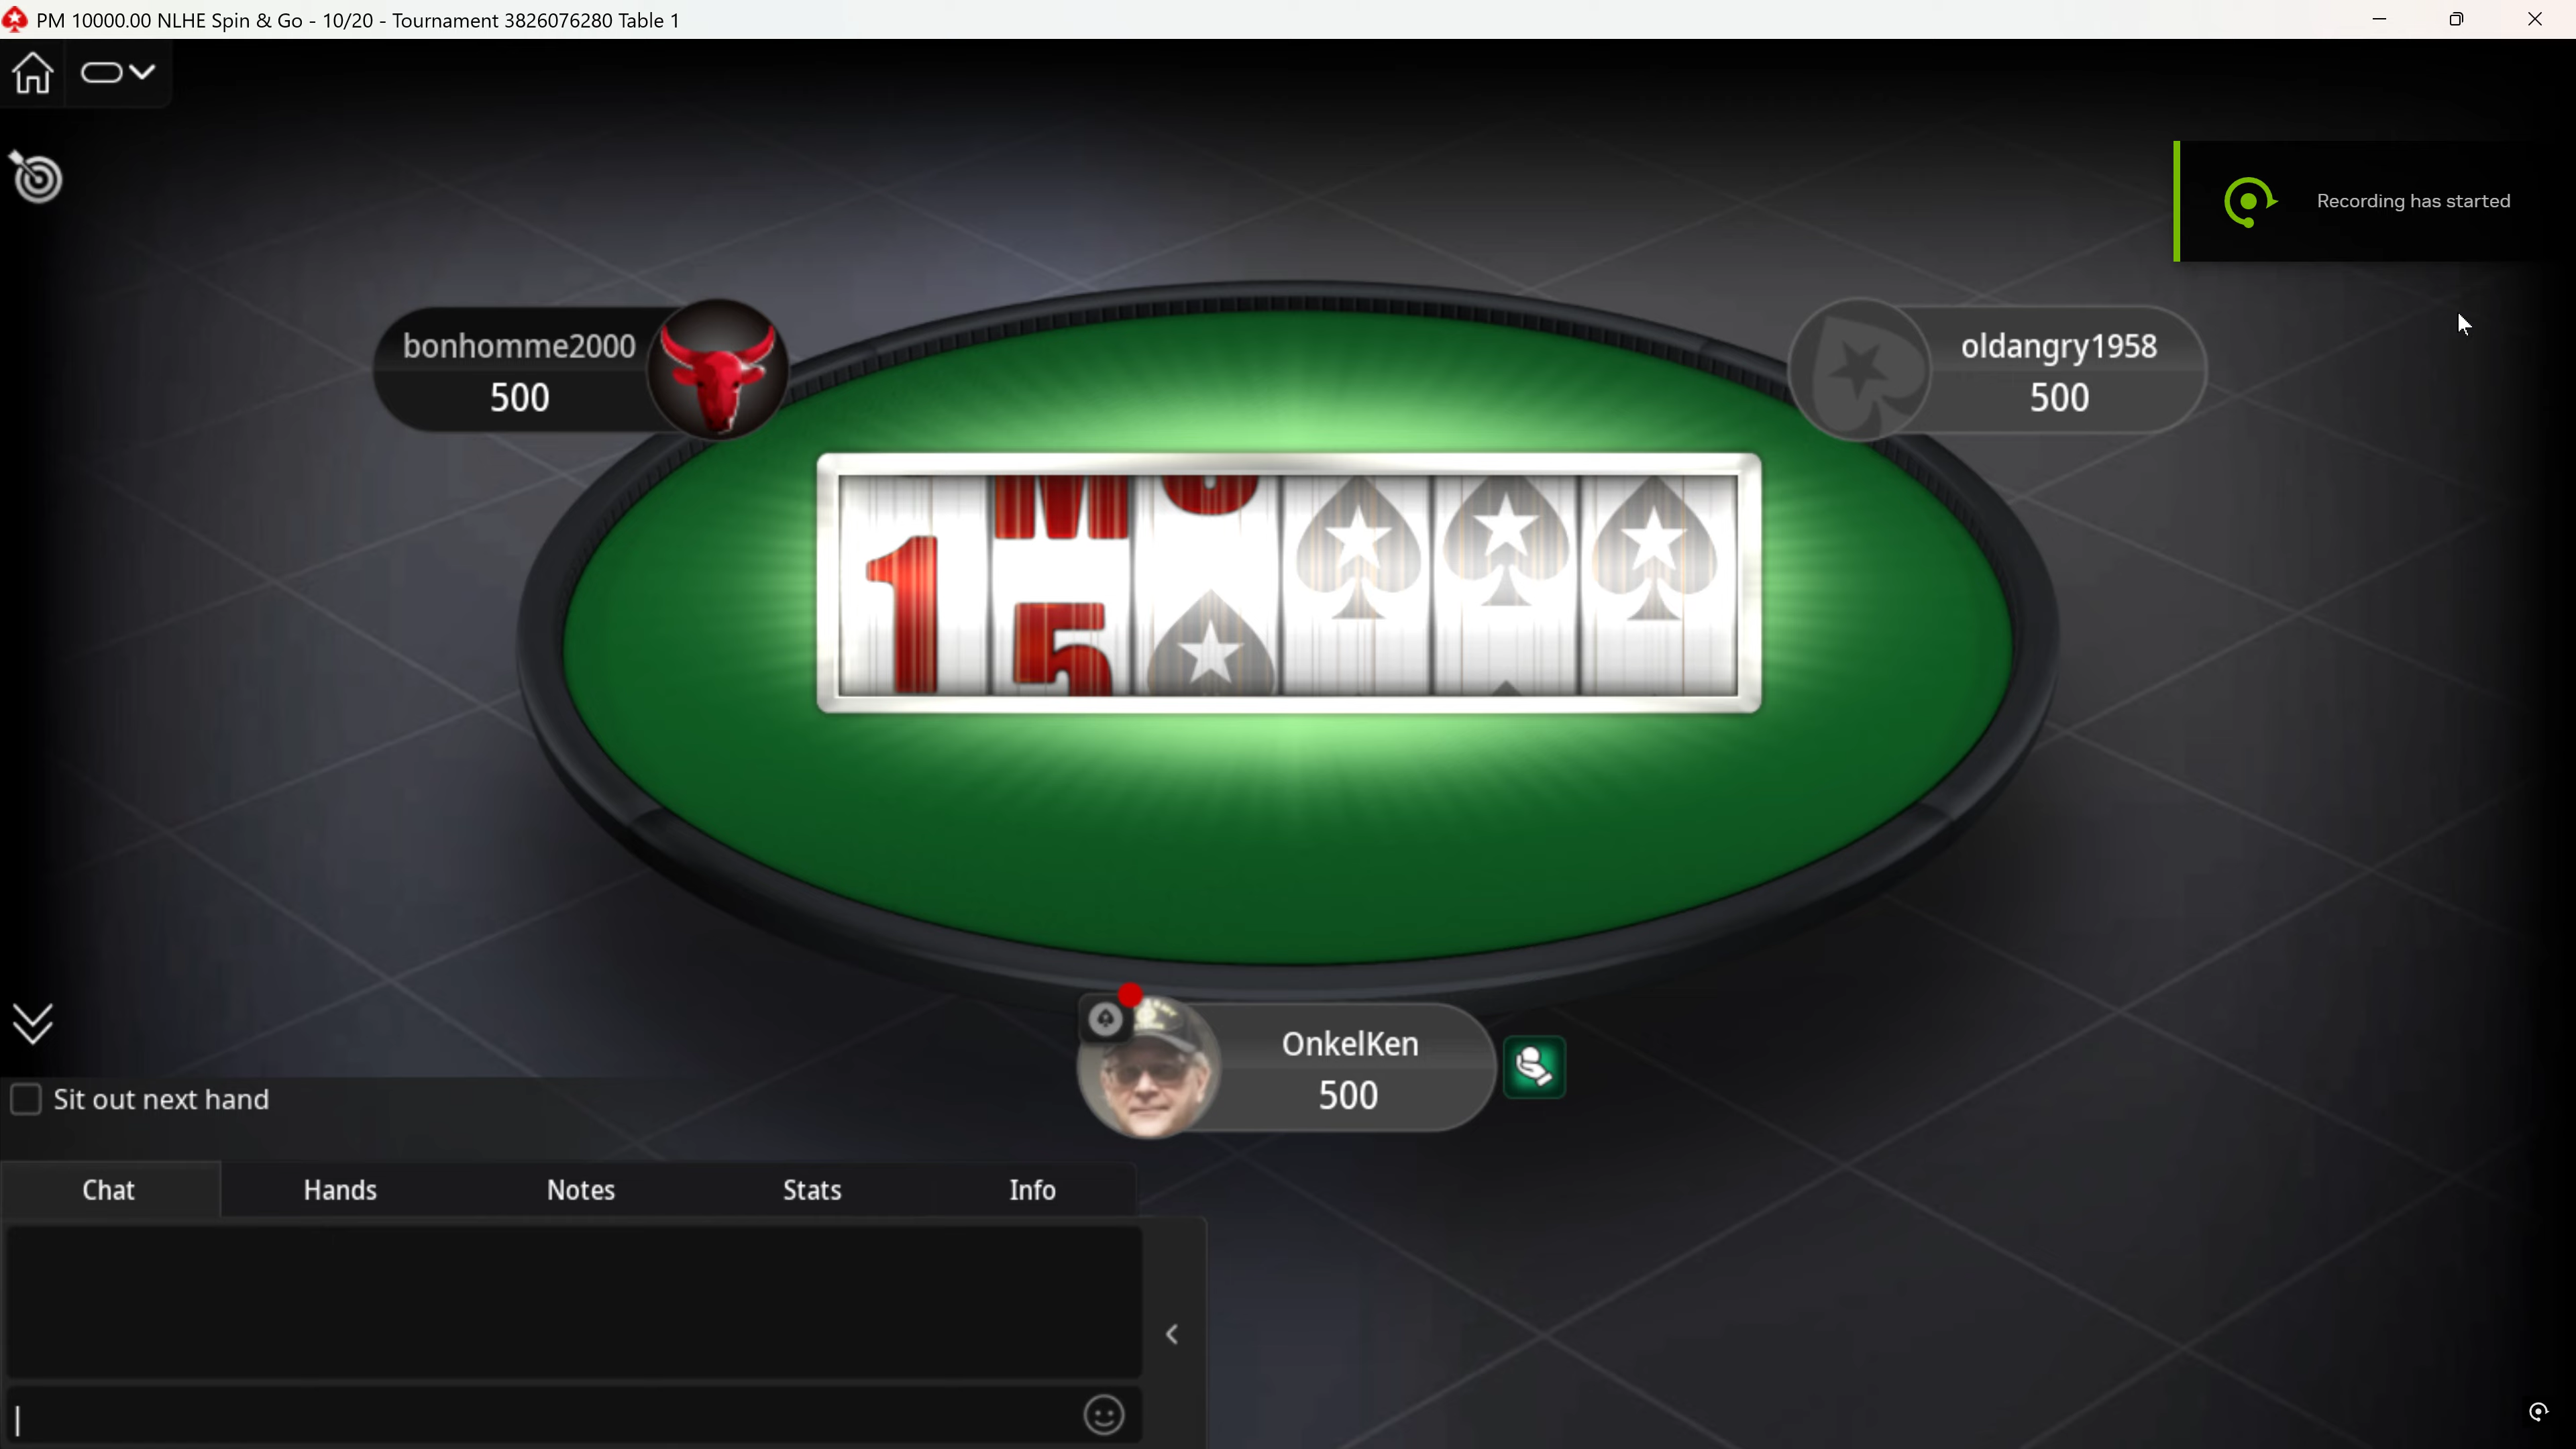 PM 10000.00 NLHE Spin & Go - 10/20 - Tournament 3826076280 Table 1
Recording has started
bonhomme2000
500
oldangry1958
500
1
M
5
OnkelKen
500
Sit out next hand
Chat
Hands
Notes
Stats
Info